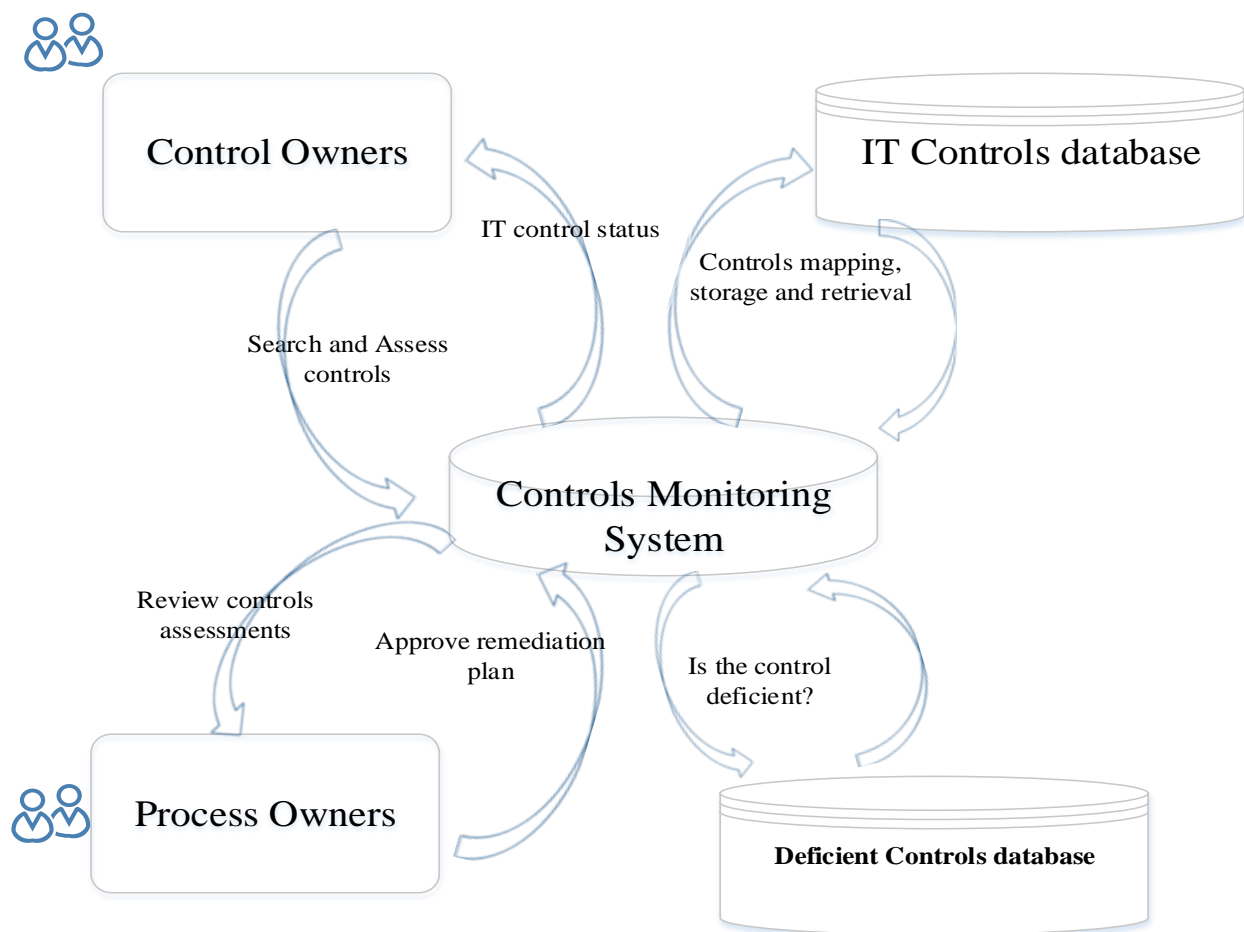 Control Owners
IT Controls database
IT control status
Controls mapping,
storage and retrieval
Search and Assess
controls
Controls Monitoring
System
Review controls
assessments
Approve remediation
plan
Is the control
deficient?
Process Owners
Deficient Controls database